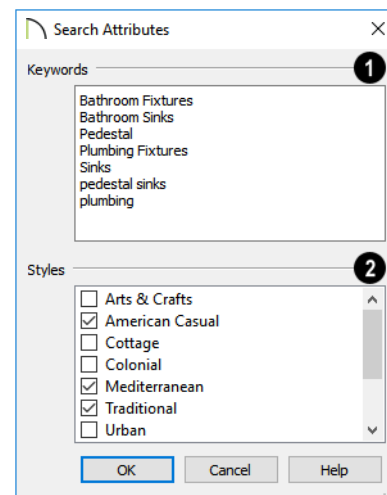 Search Attributes
Keywords
1
Bathroom Fixtures
Bathroom Sinks
Pedestal
Plumbing Fixtures
Sinks
pedestal sinks
plumbing
Styles
2
Arts & Crafts
American Casual
Cottage
Colonial
Mediterranean
Traditional
Urban
OK
Cancel
Help